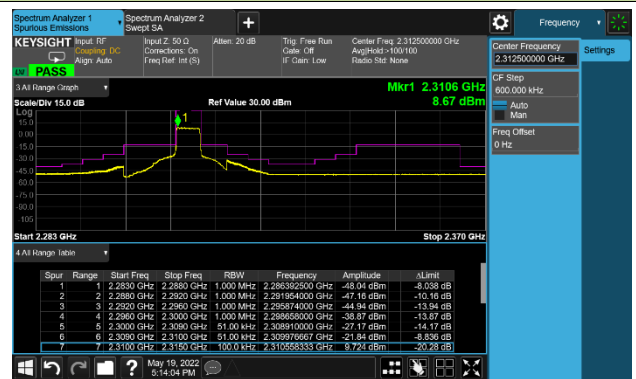 Spectrum Analyzer 1
Spurious Emissions
Spectrum Analyzer 2
Swept SA
+
Frequency
KEYSIGHT
Input: RF
Coupling: DC
Align: Auto
Input Z: 50 Ω
Corrections: On
Freq Ref: Int (S)
Atten: 20 dB
Trig: Free Run
Gate: Off
IF Gain: Low
Center Freq: 2.312500000 GHz
Avg|Hold:>100/100
Radio Std: None
PASS
3 All Range Graph
Mkr1 2.3106 GHz
Scale/Div 15.0 dB
Ref Value 30.00 dBm
8.67 dBm
Log
15.0
0.00
-15.0
-30.0
-45.0
-60.0
-75.0
-90.0
-105
1
Start 2.283 GHz
Stop 2.370 GHz
4 All Range Table
Spur Range Start Freq Stop Freq RBW Frequency Amplitude ΔLimit
1 1 2.2830 GHz 2.2880 GHz 1.000 MHz 2.286392500 GHz -48.04 dBm -8.038 dB
2 2 2.2880 GHz 2.2920 GHz 1.000 MHz 2.291954000 GHz -47.16 dBm -10.16 dB
3 3 2.2920 GHz 2.2960 GHz 1.000 MHz 2.295874000 GHz -44.94 dBm -13.94 dB
4 4 2.2960 GHz 2.3000 GHz 1.000 MHz 2.298658000 GHz -38.87 dBm -13.87 dB
5 5 2.3000 GHz 2.3090 GHz 51.00 kHz 2.308910000 GHz -27.17 dBm -14.17 dB
6 6 2.3090 GHz 2.3100 GHz 51.00 kHz 2.309976667 GHz -21.84 dBm -8.836 dB
7 7 2.3100 GHz 2.3150 GHz 100.0 kHz 2.310558333 GHz 9.724 dBm -20.28 dB
Center Frequency
2.312500000 GHz
Settings
CF Step
600.000 kHz
Auto
Man
Freq Offset
0 Hz
?
May 19, 2022
5:14:04 PM